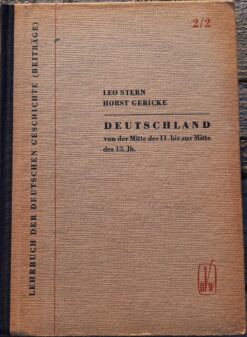 2/2
LEO STERN
HORST GERICKE
DEUTSCHLAND
von der Mitte des 11. bis zur Mitte
des 13. Jh.
LEHRBUCH DER DEUTSCHEN GESCHICHTE (BEITRÄGE)